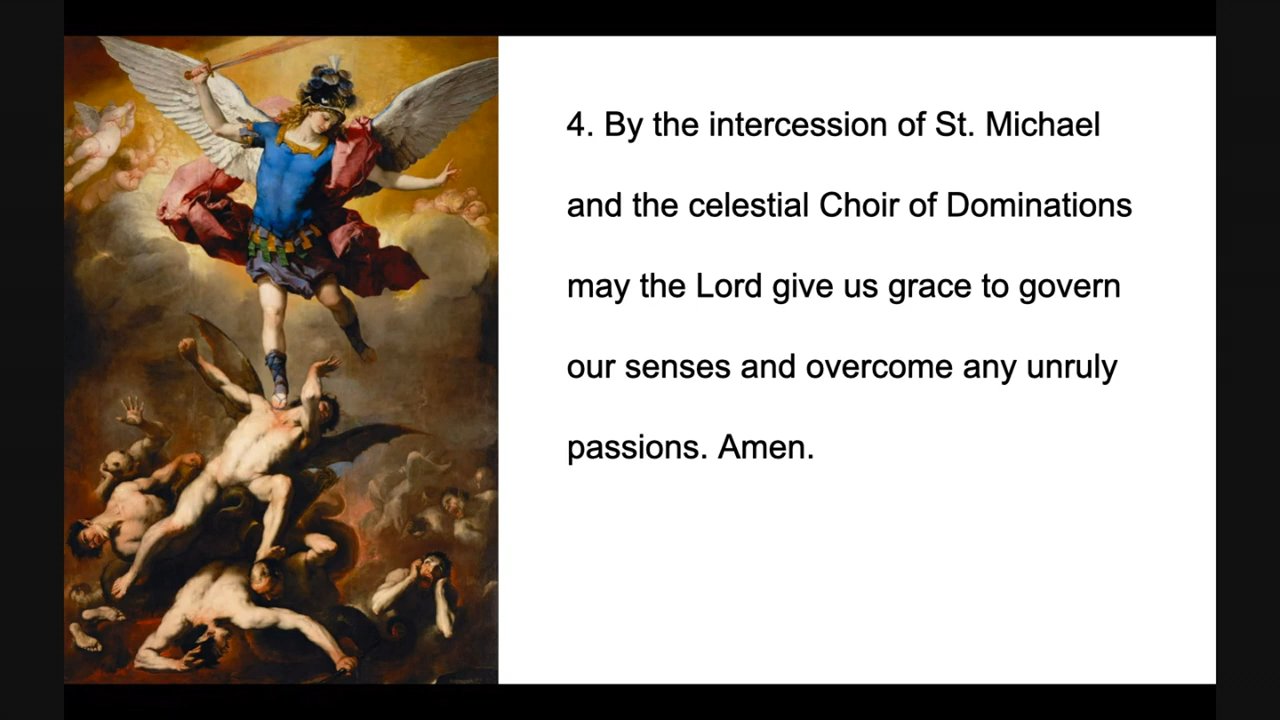 4. By the intercession of St. Michael
and the celestial Choir of Dominations
may the Lord give us grace to govern
our senses and overcome any unruly
passions. Amen.